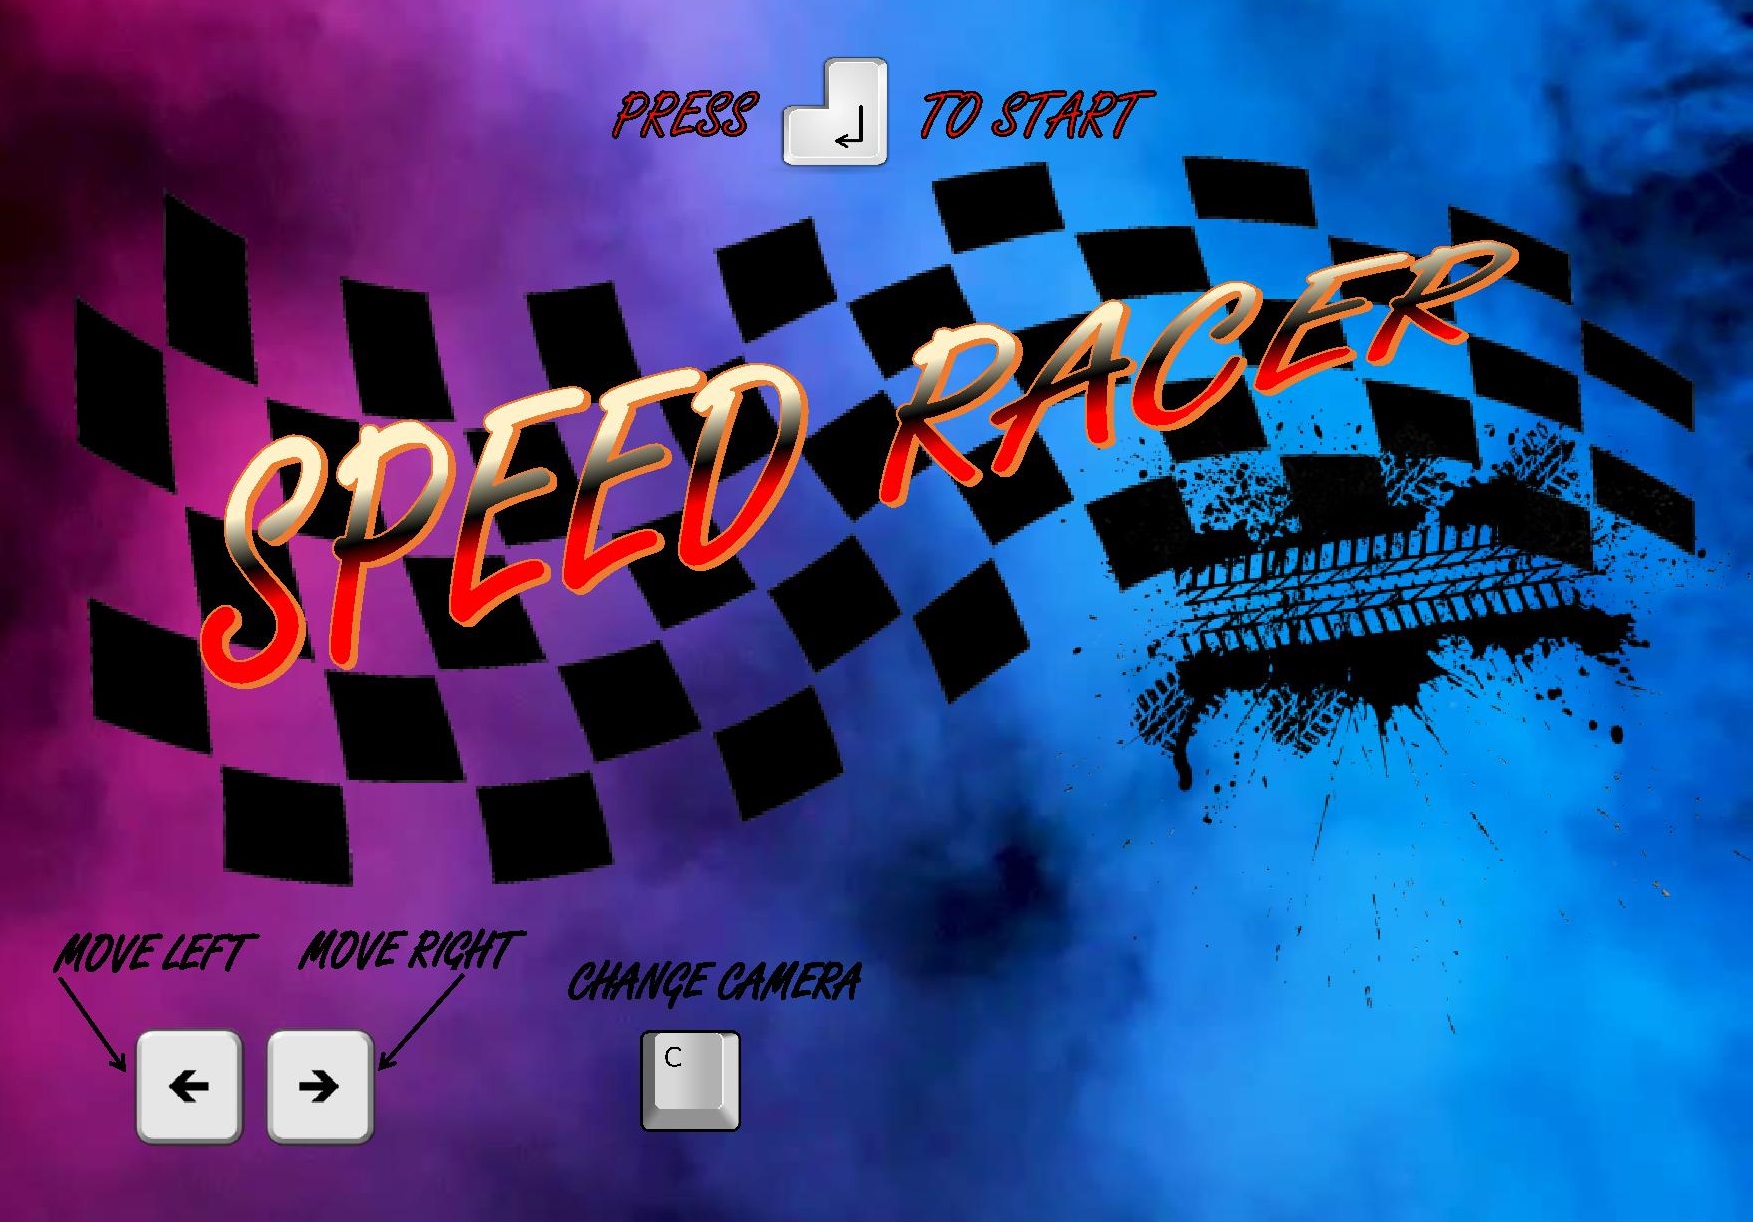 PRESS TO START
SPEED RACER
MOVE LEFT MOVE RIGHT
CHANGE CAMERA
C